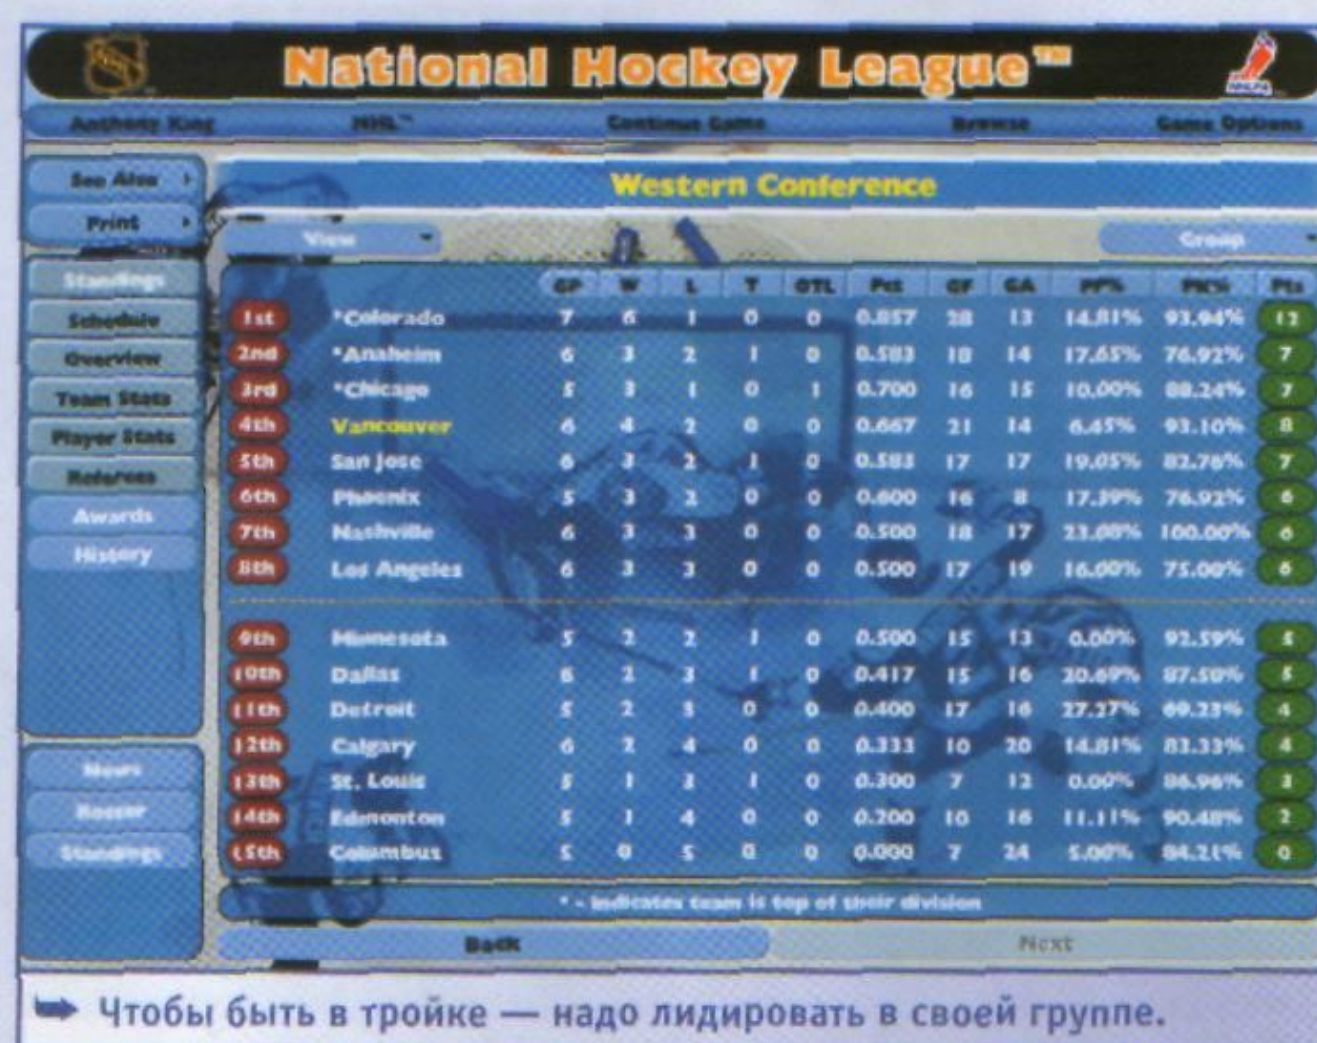 National Hockey League™
NHLPA
Anthony King NHL™ Continue Game Browse Game Options
See Also
Print
Western Conference
View Group
Standings
Schedule
Overview
Team Stats
Player Stats
Referees
Awards
History
News
Roster
Standings
GP W L T OTL Pct GF GA PP% PK% Pts
1st *Colorado 7 6 1 0 0 0.857 28 13 14.81% 93.94% 12
2nd *Anaheim 6 3 2 1 0 0.583 18 14 17.65% 76.92% 7
3rd *Chicago 5 3 1 0 1 0.700 16 15 10.00% 88.24% 7
4th Vancouver 6 4 2 0 0 0.667 21 14 6.45% 93.10% 8
5th San Jose 6 3 2 1 0 0.583 17 17 19.05% 82.76% 7
6th Phoenix 5 3 2 0 0 0.600 16 8 17.39% 76.92% 6
7th Nashville 6 3 3 0 0 0.500 18 17 23.08% 100.00% 6
8th Los Angeles 6 3 3 0 0 0.500 17 19 16.00% 75.00% 6
9th Minnesota 5 2 2 1 0 0.500 15 13 0.00% 92.59% 5
10th Dallas 6 2 3 1 0 0.417 15 16 20.69% 87.50% 5
11th Detroit 5 2 3 0 0 0.400 17 16 27.27% 69.23% 4
12th Calgary 6 2 4 0 0 0.333 10 20 14.81% 83.33% 4
13th St. Louis 5 1 3 1 0 0.300 7 12 0.00% 86.96% 3
14th Edmonton 5 1 4 0 0 0.200 10 16 11.11% 90.48% 2
15th Columbus 5 0 5 0 0 0.000 7 24 5.00% 84.21% 0
* - Indicates team is top of their division
Back Next
Чтобы быть в тройке — надо лидировать в своей группе.